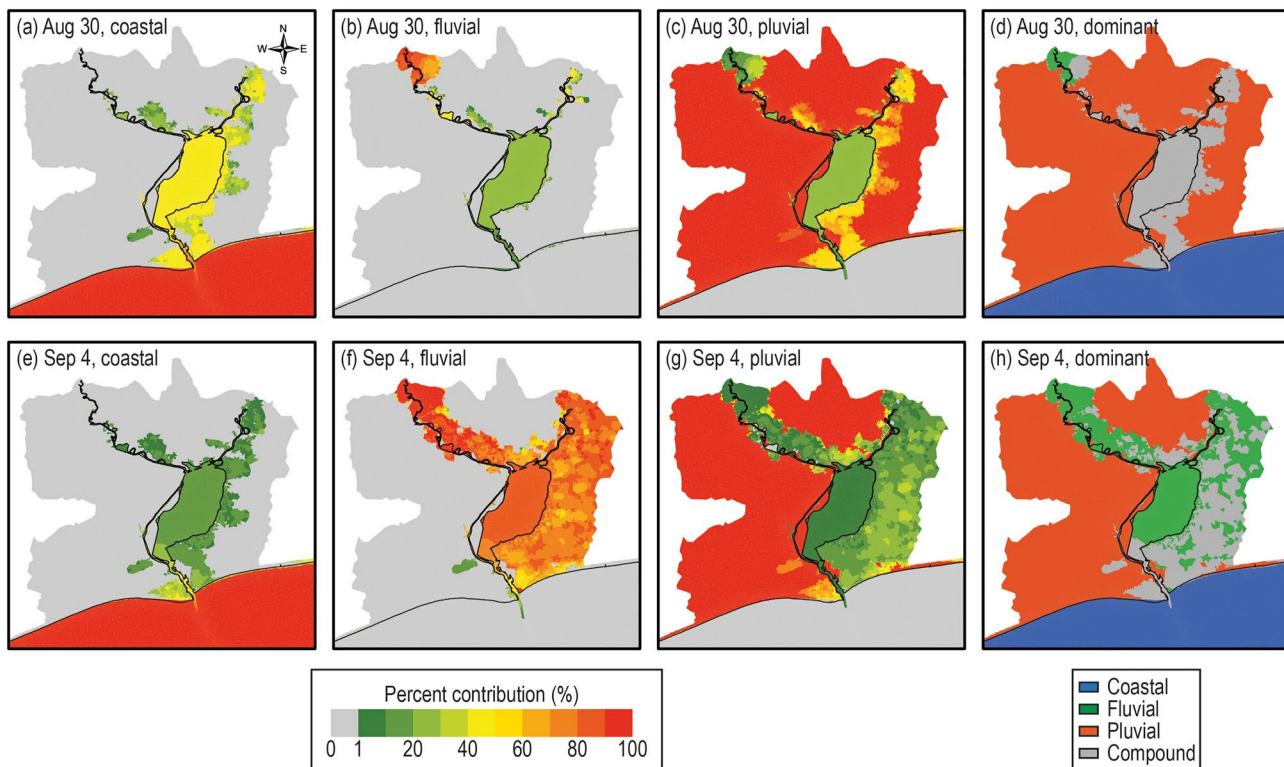 (a) Aug 30, coastal
N
W E
S
(b) Aug 30, fluvial
(c) Aug 30, pluvial
(d) Aug 30, dominant
(e) Sep 4, coastal
(f) Sep 4, fluvial
(g) Sep 4, pluvial
(h) Sep 4, dominant
Percent contribution (%)
0 1 20 40 60 80 100
Coastal
Fluvial
Pluvial
Compound